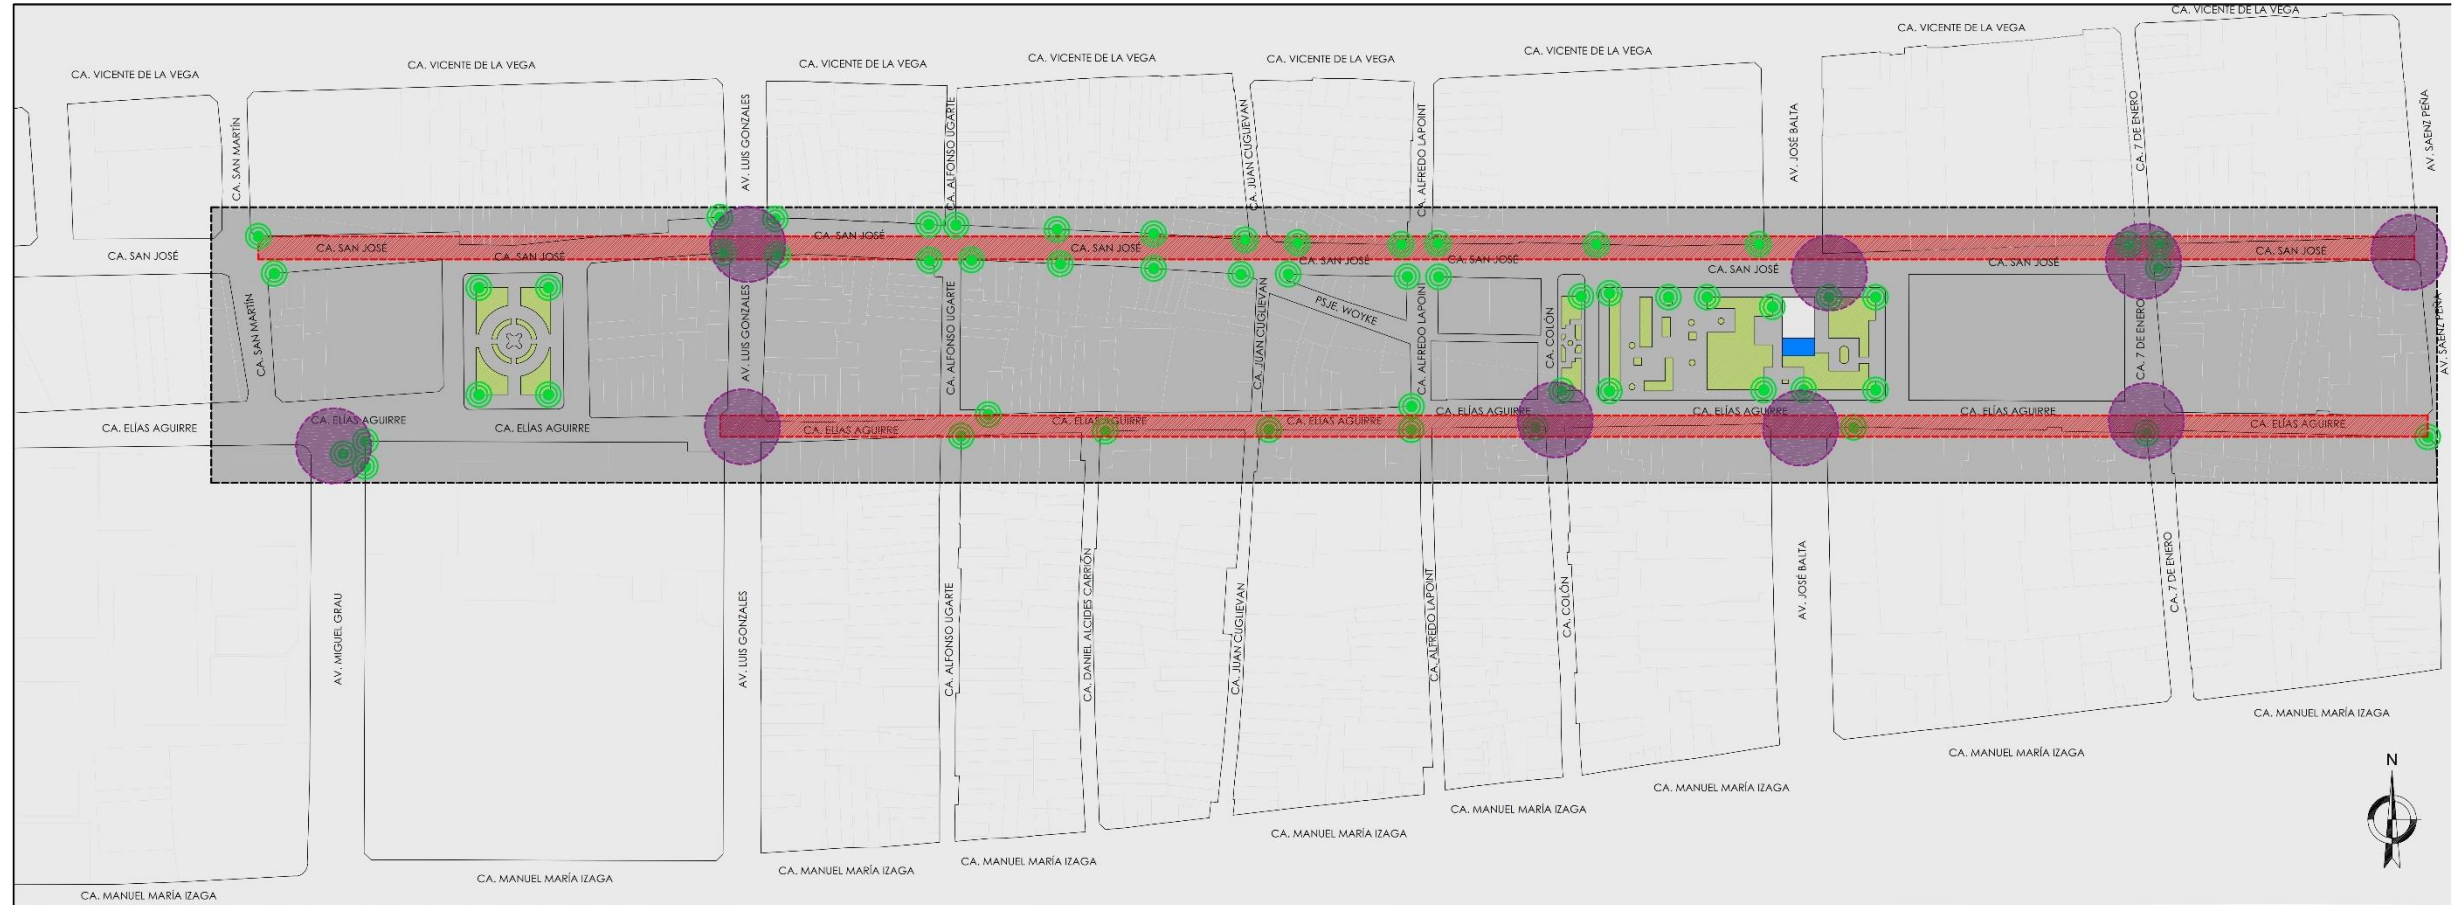 CA. VICENTE DE LA VEGA
CA. VICENTE DE LA VEGA
CA. VICENTE DE LA VEGA
CA. VICENTE DE LA VEGA
CA. VICENTE DE LA VEGA
CA. VICENTE DE LA VEGA
CA. VICENTE DE LA VEGA
CA. VICENTE DE LA VEGA
CA. SAN MARTÍN
AV. LUIS GONZALES
CA. ALFONSO UGARTE
CA. JUAN CUGLIEVAN
CA. ALFREDO LAPOINT
AV. JOSÉ BALTA
CA. 7 DE ENERO
AV. SAENZ PEÑA
CA. SAN JOSÉ
CA. SAN JOSÉ
CA. SAN JOSÉ
CA. SAN JOSÉ
CA. SAN JOSÉ
CA. SAN JOSÉ
CA. SAN JOSÉ
CA. SAN JOSÉ
CA. SAN JOSÉ
CA. SAN JOSÉ
CA. SAN MARTÍN
AV. LUIS GONZALES
CA. ALFONSO UGARTE
CA. JUAN CUGLIEVAN
PSJE. WOYKE
CA. ALFREDO LAPOINT
CA. COLÓN
CA. 7 DE ENERO
AV. SAENZ PEÑA
CA. ELÍAS AGUIRRE
CA. ELÍAS AGUIRRE
CA. ELÍAS AGUIRRE
CA. ELÍAS AGUIRRE
CA. ELÍAS AGUIRRE
CA. ELÍAS AGUIRRE
CA. ELÍAS AGUIRRE
CA. ELÍAS AGUIRRE
CA. ELÍAS AGUIRRE
CA. ELÍAS AGUIRRE
AV. MIGUEL GRAU
AV. LUIS GONZALES
CA. ALFONSO UGARTE
CA. DANIEL ALCIDES CARRIÓN
CA. JUAN CUGLIEVAN
CA. ALFREDO LAPOINT
CA. COLÓN
AV. JOSÉ BALTA
CA. 7 DE ENERO
CA. MANUEL MARÍA IZAGA
CA. MANUEL MARÍA IZAGA
CA. MANUEL MARÍA IZAGA
CA. MANUEL MARÍA IZAGA
CA. MANUEL MARÍA IZAGA
CA. MANUEL MARÍA IZAGA
CA. MANUEL MARÍA IZAGA
CA. MANUEL MARÍA IZAGA
CA. MANUEL MARÍA IZAGA
N